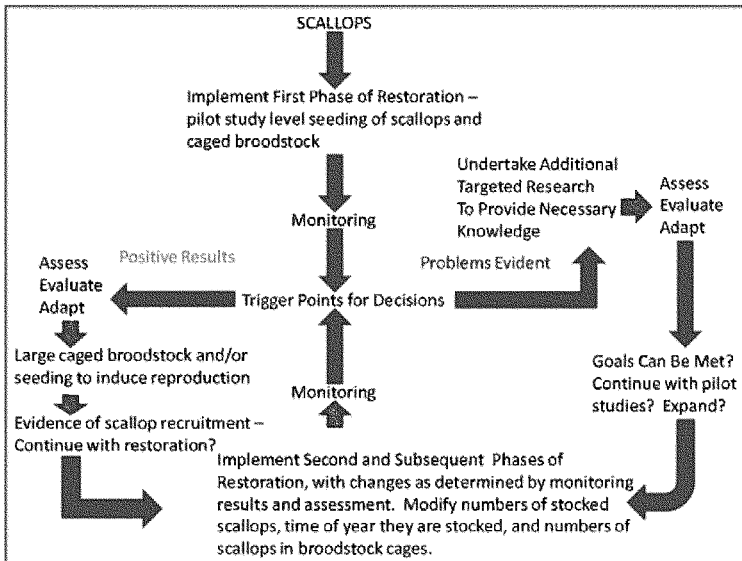 SCALLOPS
Implement First Phase of Restoration –
pilot study level seeding of scallops and
caged broodstock
Monitoring
Undertake Additional
Targeted Research
To Provide Necessary
Knowledge
Assess
Evaluate
Adapt
Positive Results
Problems Evident
Assess
Evaluate
Adapt
Trigger Points for Decisions
Large caged broodstock and/or
seeding to induce reproduction
Monitoring
Goals Can Be Met?
Continue with pilot
studies? Expand?
Evidence of scallop recruitment –
Continue with restoration?
Implement Second and Subsequent Phases of
Restoration, with changes as determined by monitoring
results and assessment. Modify numbers of stocked
scallops, time of year they are stocked, and numbers of
scallops in broodstock cages.